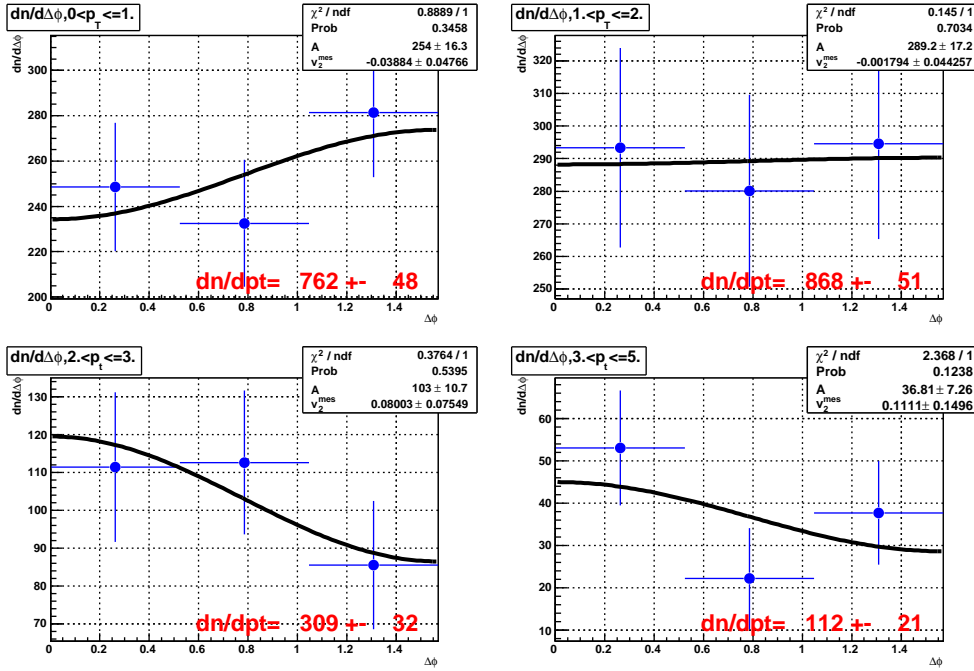 dn/dΔϕ,0<p_T<=1.
χ² / ndf 0.8889 / 1
Prob 0.3458
A 254 ± 16.3
v₂^mes -0.03884 ± 0.04766
dn/dΔϕ
300
280
260
240
220
200
dn/dpt= 762 +- 48
0 0.2 0.4 0.6 0.8 1 1.2 1.4
Δϕ
dn/dΔϕ,1.<p_T<=2.
χ² / ndf 0.145 / 1
Prob 0.7034
A 289.2 ± 17.2
v₂^mes -0.001794 ± 0.044257
dn/dΔϕ
320
310
300
290
280
270
260
250
dn/dpt= 868 +- 51
0 0.2 0.4 0.6 0.8 1 1.2 1.4
Δϕ
dn/dΔϕ,2.<p_t<=3.
χ² / ndf 0.3764 / 1
Prob 0.5395
A 103 ± 10.7
v₂^mes 0.08003 ± 0.07549
dn/dΔϕ
130
120
110
100
90
80
70
dn/dpt= 309 +- 32
0 0.2 0.4 0.6 0.8 1 1.2 1.4
Δϕ
dn/dΔϕ,3.<p_t<=5.
χ² / ndf 2.368 / 1
Prob 0.1238
A 36.81 ± 7.26
v₂^mes 0.1111 ± 0.1496
dn/dΔϕ
60
50
40
30
20
10
dn/dpt= 112 +- 21
0 0.2 0.4 0.6 0.8 1 1.2 1.4
Δϕ